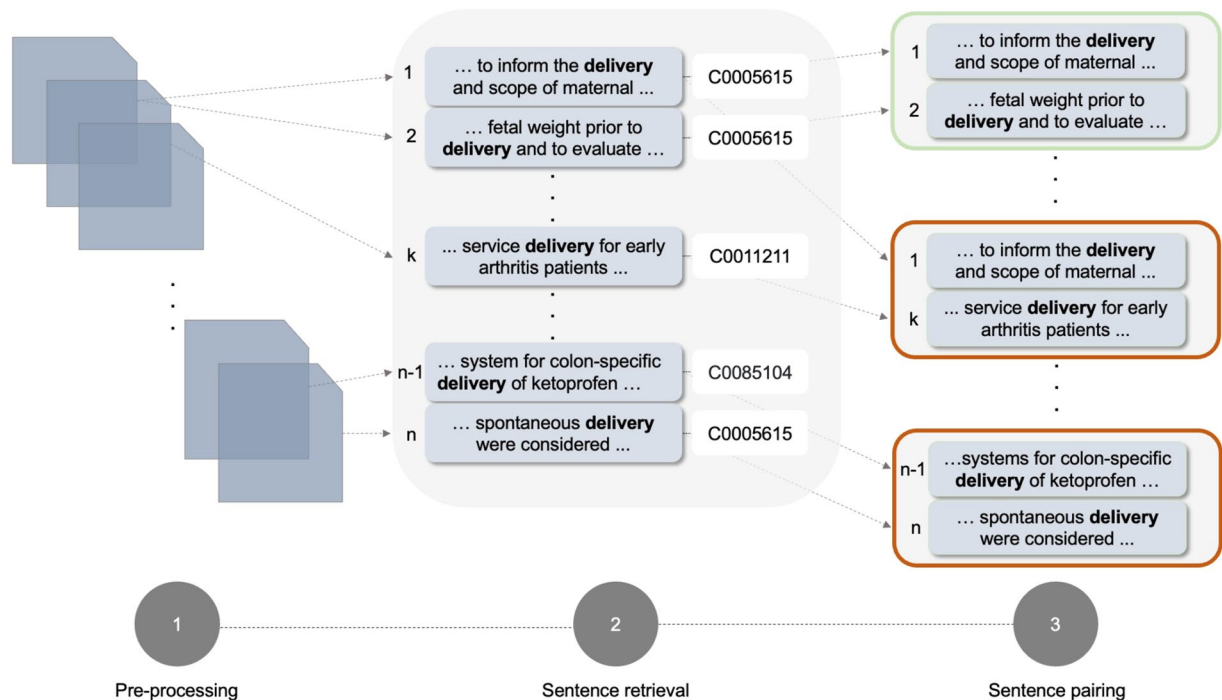 1
… to inform the delivery
and scope of maternal ...
C0005615
2
… fetal weight prior to
delivery and to evaluate …
C0005615
k
... service delivery for early
arthritis patients ...
C0011211
n-1
… system for colon-specific
delivery of ketoprofen …
C0085104
n
… spontaneous delivery
were considered ...
C0005615
1
… to inform the delivery
and scope of maternal ...
2
… fetal weight prior to
delivery and to evaluate …
1
… to inform the delivery
and scope of maternal ...
k
... service delivery for early
arthritis patients ...
n-1
…systems for colon-specific
delivery of ketoprofen …
n
… spontaneous delivery
were considered ...
1
2
3
Pre-processing
Sentence retrieval
Sentence pairing